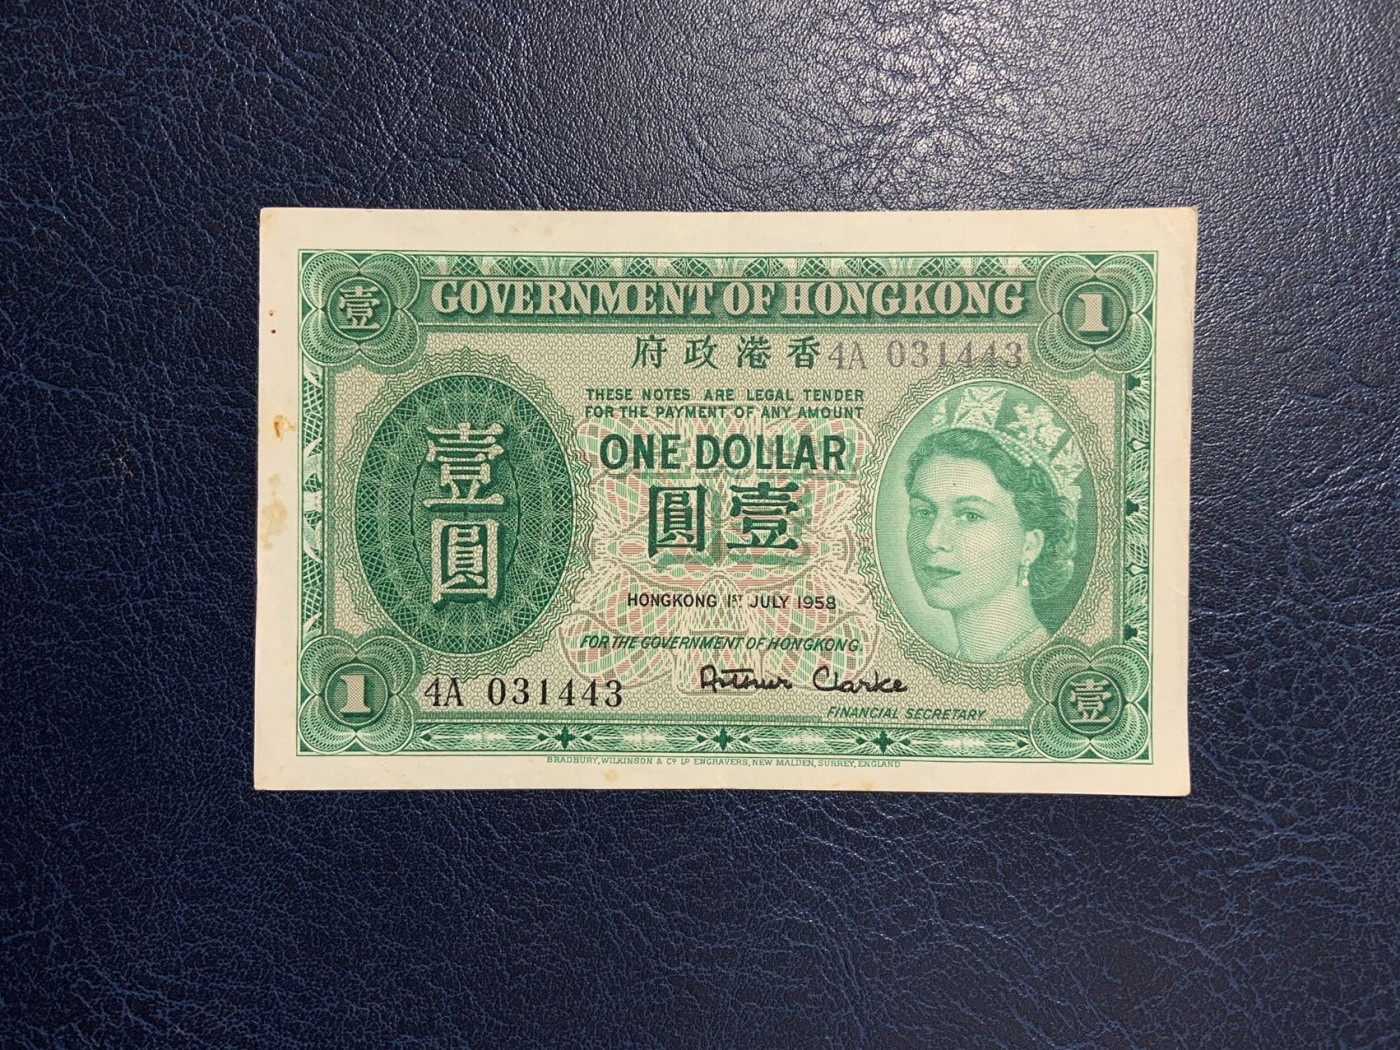 壹 GOVERNMENT OF HONGKONG 1
府政港香 4A 031443
THESE NOTES ARE LEGAL TENDER
FOR THE PAYMENT OF ANY AMOUNT
ONE DOLLAR
圓壹
壹
圓
HONGKONG 1ST JULY 1958
FOR THE GOVERNMENT OF HONGKONG.
Arthur Clarke
1 4A 031443 壹
FINANCIAL SECRETARY
BRADBURY, WILKINSON & Co Ld ENGRAVERS, NEW MALDEN, SURREY, ENGLAND